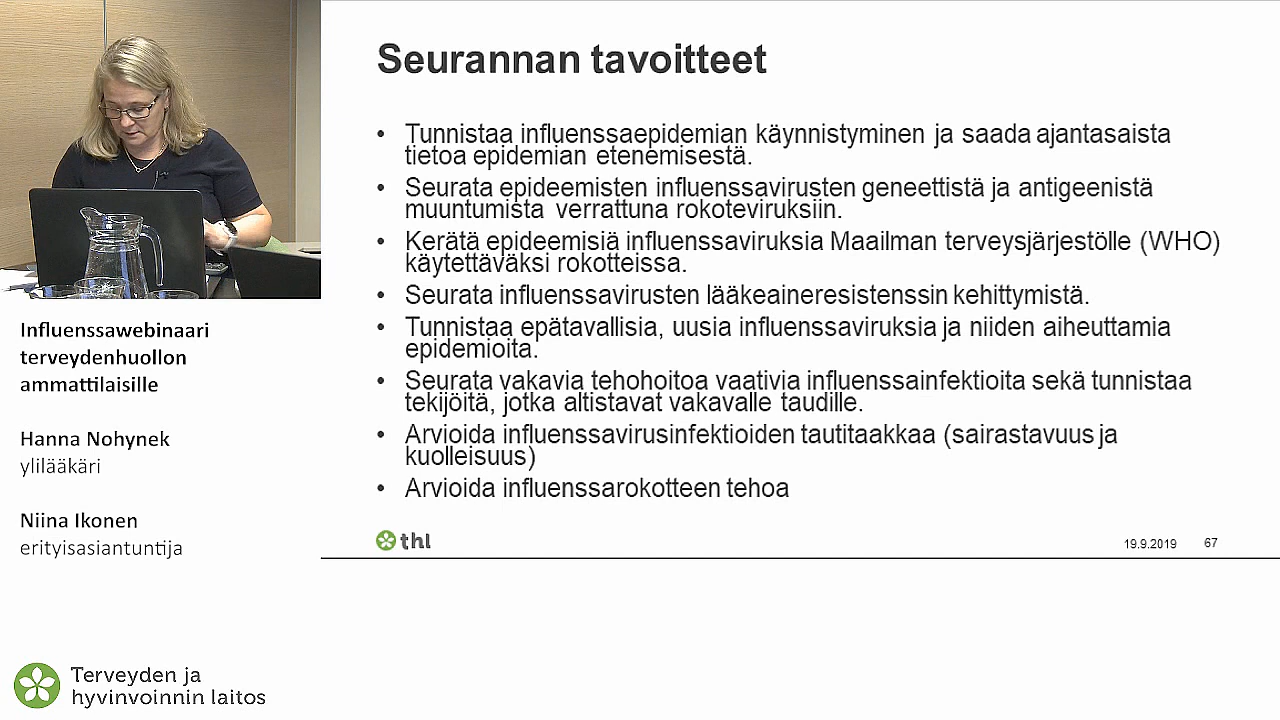 Seurannan tavoitteet
• Tunnistaa influenssaepidemian käynnistyminen ja saada ajantasaista
tietoa epidemian etenemisestä.
• Seurata epideemisten influenssavirusten geneettistä ja antigeenistä
muuntumista verrattuna rokoteviruksiin.
• Kerätä epideemisiä influenssaviruksia Maailman terveysjärjestölle (WHO)
käytettäväksi rokotteissa.
• Seurata influenssavirusten lääkeaineresistenssin kehittymistä.
• Tunnistaa epätavallisia, uusia influenssaviruksia ja niiden aiheuttamia
epidemioita.
• Seurata vakavia tehohoitoa vaativia influenssainfektioita sekä tunnistaa
tekijöitä, jotka altistavat vakavalle taudille.
• Arvioida influenssavirusinfektioiden tautitaakkaa (sairastavuus ja
kuolleisuus)
• Arvioida influenssarokotteen tehoa
thl
19.9.2019 67
Influenssawebinaari
terveydenhuollon
ammattilaisille
Hanna Nohynek
ylilääkäri
Niina Ikonen
erityisasiantuntija
Terveyden ja
hyvinvoinnin laitos